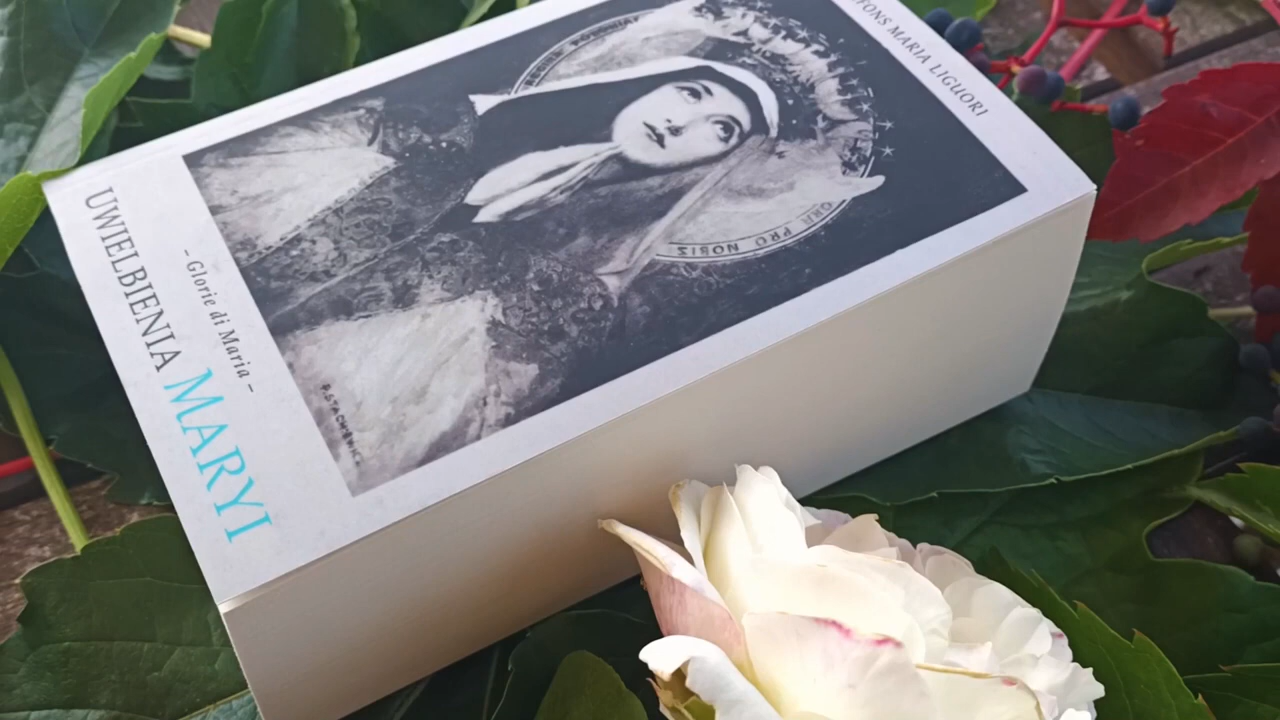 FONS MARIA LIGUORI
ORA PRO NOBIS
- Glorie di Maria -
UWIELBIENIA MARYI